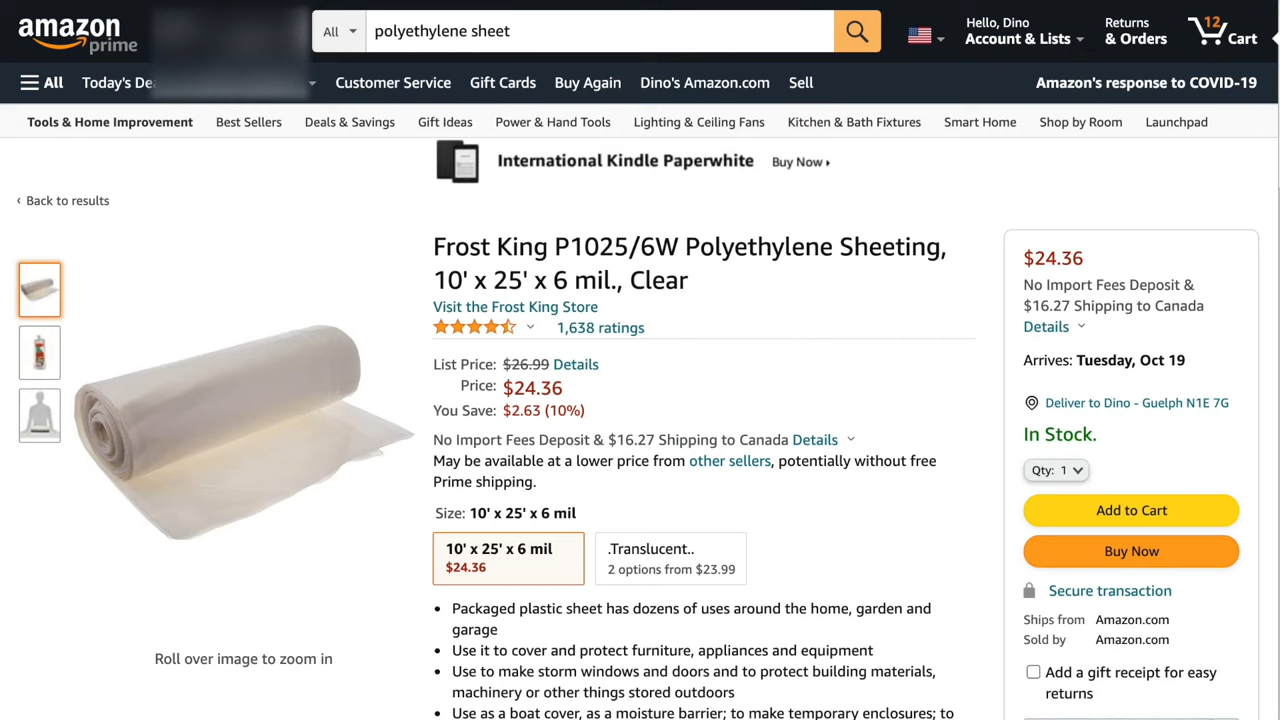 amazon
prime
All
polyethylene sheet
Hello, Dino
Account & Lists
Returns
& Orders
12
Cart
All
Today's De
Customer Service
Gift Cards
Buy Again
Dino's Amazon.com
Sell
Amazon's response to COVID-19
Tools & Home Improvement
Best Sellers
Deals & Savings
Gift Ideas
Power & Hand Tools
Lighting & Ceiling Fans
Kitchen & Bath Fixtures
Smart Home
Shop by Room
Launchpad
International Kindle Paperwhite
Buy Now
‹ Back to results
Frost King P1025/6W Polyethylene Sheeting,
10' x 25' x 6 mil., Clear
Visit the Frost King Store
1,638 ratings
List Price: $26.99 Details
Price: $24.36
You Save: $2.63 (10%)
No Import Fees Deposit & $16.27 Shipping to Canada Details
May be available at a lower price from other sellers, potentially without free
Prime shipping.
Size: 10' x 25' x 6 mil
10' x 25' x 6 mil
$24.36
.Translucent..
2 options from $23.99
• Packaged plastic sheet has dozens of uses around the home, garden and
garage
• Use it to cover and protect furniture, appliances and equipment
• Use to make storm windows and doors and to protect building materials,
machinery or other things stored outdoors
• Use as a boat cover, as a moisture barrier; to make temporary enclosures; to
Roll over image to zoom in
$24.36
No Import Fees Deposit &
$16.27 Shipping to Canada
Details
Arrives: Tuesday, Oct 19
Deliver to Dino - Guelph N1E 7G
In Stock.
Qty: 1
Add to Cart
Buy Now
Secure transaction
Ships from Amazon.com
Sold by Amazon.com
Add a gift receipt for easy
returns